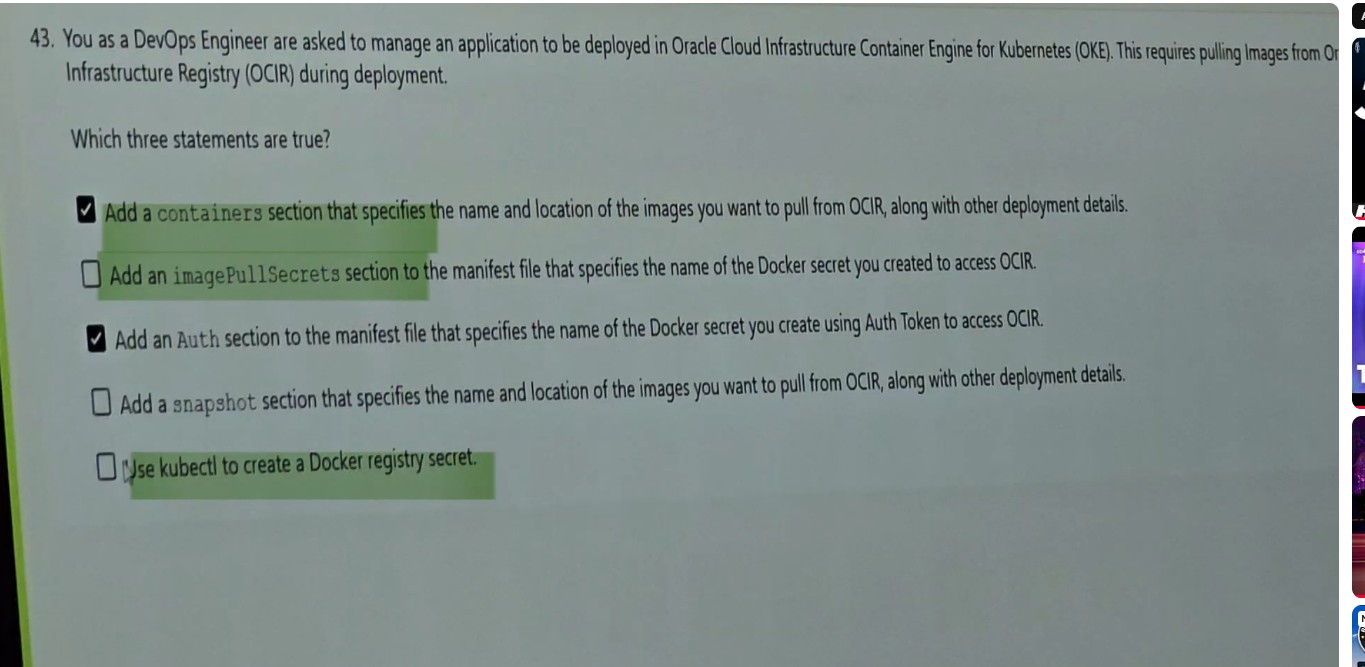 43. You as a DevOps Engineer are asked to manage an application to be deployed in Oracle Cloud Infrastructure Container Engine for Kubernetes (OKE). This requires pulling Images from Or
Infrastructure Registry (OCIR) during deployment.
Which three statements are true?
Add a containers section that specifies the name and location of the images you want to pull from OCIR, along with other deployment details.
Add an imagePullSecrets section to the manifest file that specifies the name of the Docker secret you created to access OCIR.
Add an Auth section to the manifest file that specifies the name of the Docker secret you create using Auth Token to access OCIR.
Add a snapshot section that specifies the name and location of the images you want to pull from OCIR, along with other deployment details.
Use kubectl to create a Docker registry secret.